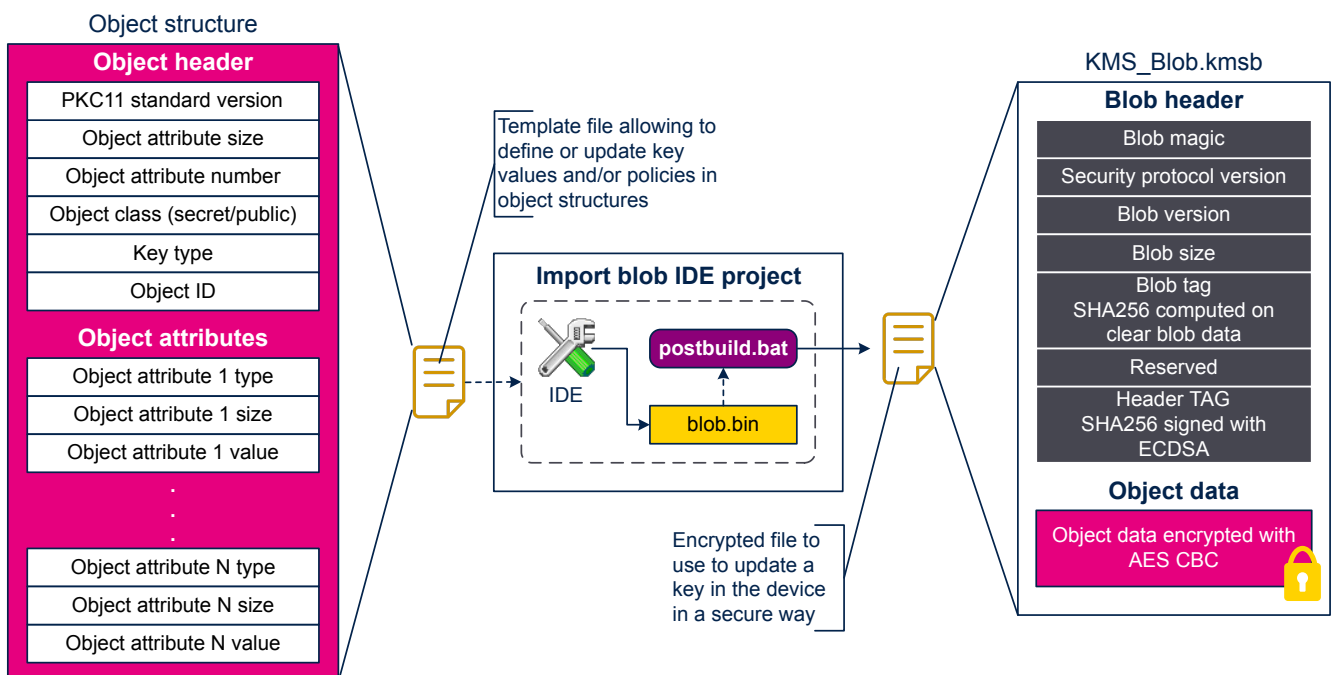 Object structure
Object header
PKC11 standard version
Object attribute size
Object attribute number
Object class (secret/public)
Key type
Object ID
Object attributes
Object attribute 1 type
Object attribute 1 size
Object attribute 1 value
.
.
.
Object attribute N type
Object attribute N size
Object attribute N value
Template file allowing to
define or update key
values and/or policies in
object structures
Import blob IDE project
IDE
postbuild.bat
blob.bin
Encrypted file to
use to update a
key in the device
in a secure way
KMS_Blob.kmsb
Blob header
Blob magic
Security protocol version
Blob version
Blob size
Blob tag
SHA256 computed on
clear blob data
Reserved
Header TAG
SHA256 signed with
ECDSA
Object data
Object data encrypted with
AES CBC